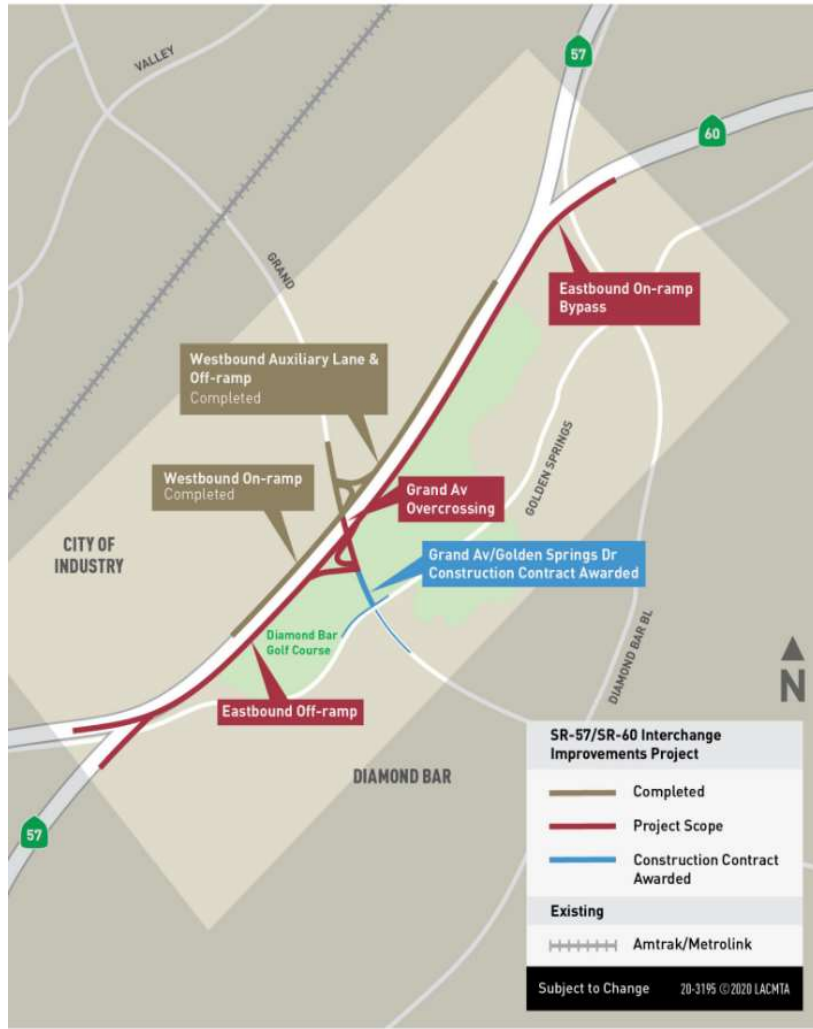 57
60
VALLEY
GRAND
Eastbound On-ramp
Bypass
Westbound Auxiliary Lane &
Off-ramp
Completed
GOLDEN SPRINGS
Westbound On-ramp
Completed
Grand Av
Overcrossing
CITY OF
INDUSTRY
Grand Av/Golden Springs Dr
Construction Contract Awarded
DIAMOND BAR BL
Diamond Bar
Golf Course
N
Eastbound Off-ramp
DIAMOND BAR
57
SR-57/SR-60 Interchange
Improvements Project
Completed
Project Scope
Construction Contract
Awarded
Existing
Amtrak/Metrolink
Subject to Change 20-3195 ©2020 LACMTA